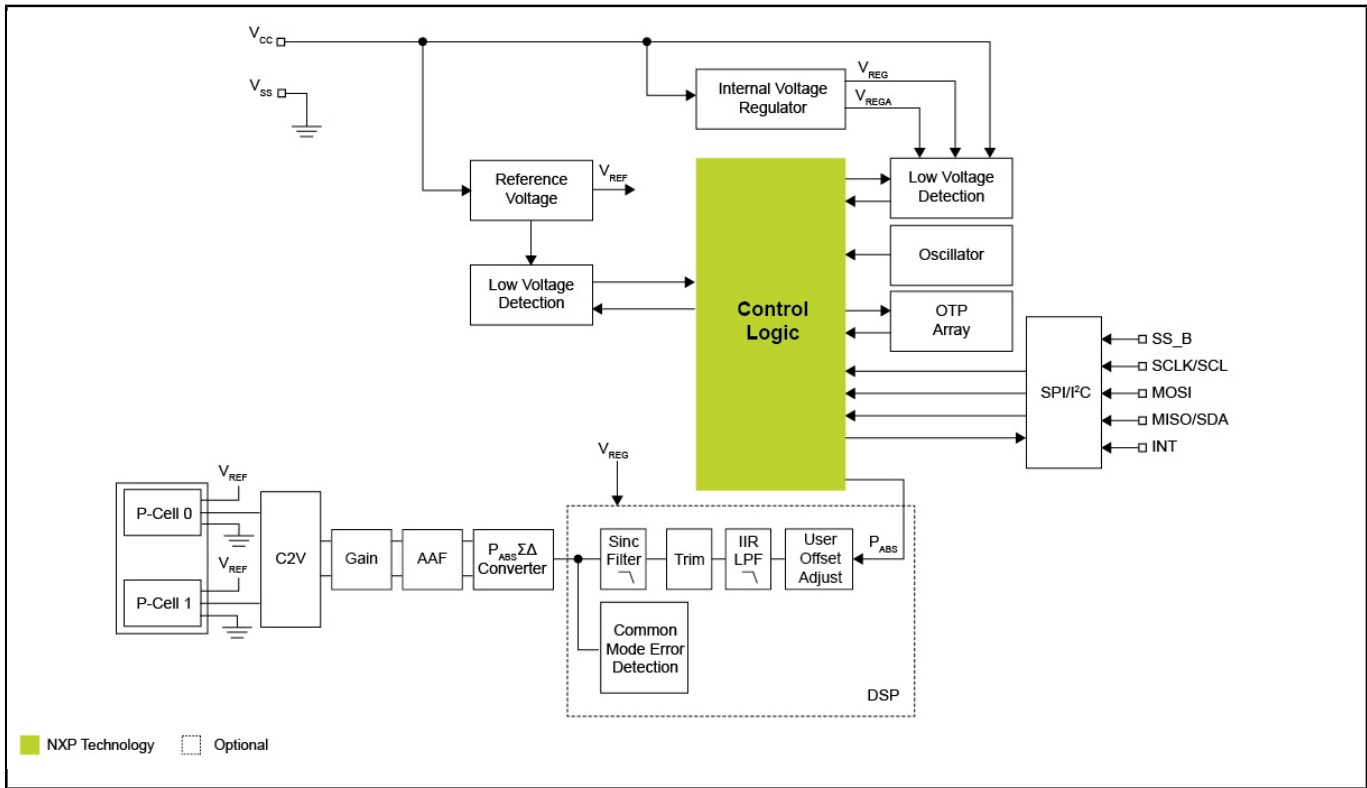 VCC
VSS
Internal Voltage
Regulator
VREG
VREGA
Reference
Voltage
VREF
Low Voltage
Detection
Low Voltage
Detection
Oscillator
OTP
Array
Control
Logic
SPI/I²C
SS_B
SCLK/SCL
MOSI
MISO/SDA
INT
VREG
VREF
P-Cell 0
VREF
P-Cell 1
C2V
Gain
AAF
PABSΣΔ
Converter
Sinc
Filter
Trim
IIR
LPF
User
Offset
Adjust
PABS
Common
Mode Error
Detection
DSP
NXP Technology
Optional